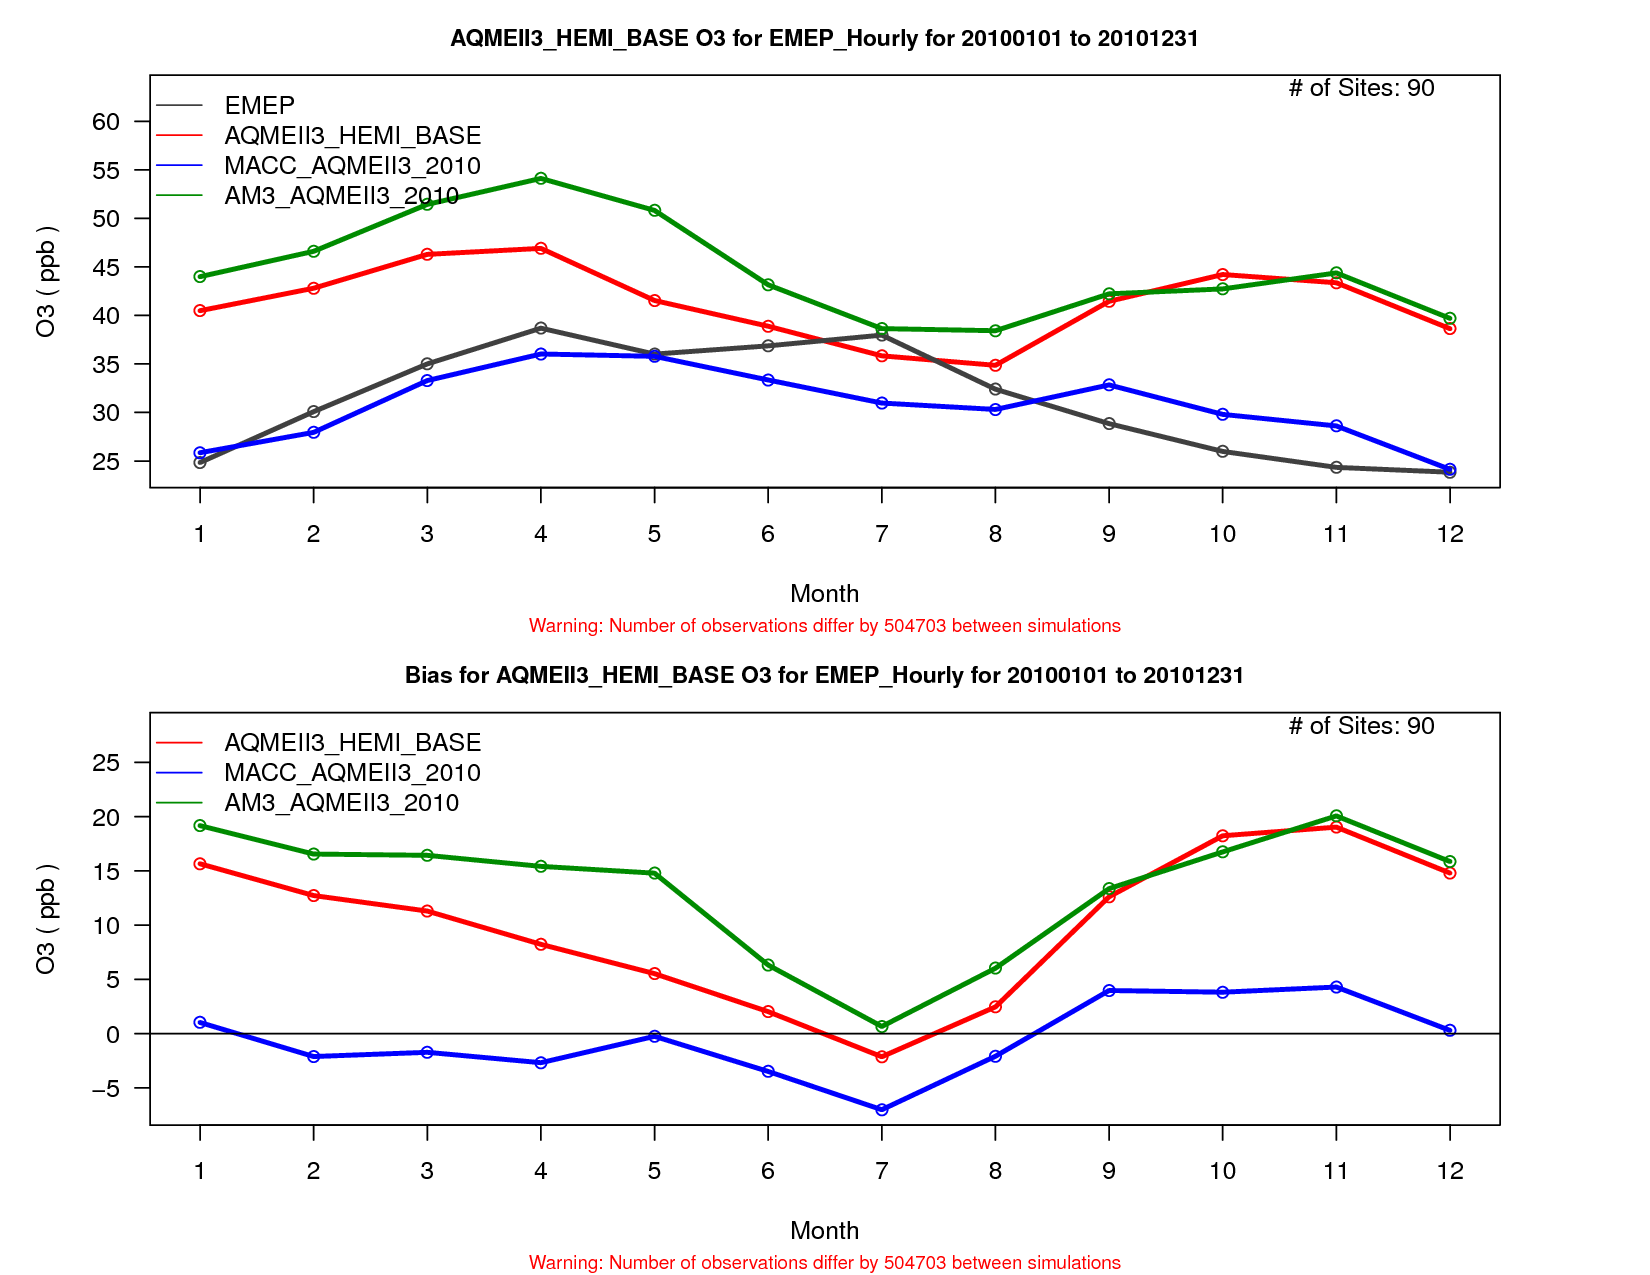 AQMEII3_HEMI_BASE O3 for EMEP_Hourly for 20100101 to 20101231
# of Sites: 90
EMEP
AQMEII3_HEMI_BASE
MACC_AQMEII3_2010
AM3_AQMEII3_2010
O3 ( ppb )
60
55
50
45
40
35
30
25
1 2 3 4 5 6 7 8 9 10 11 12
Month
Warning: Number of observations differ by 504703 between simulations
Bias for AQMEII3_HEMI_BASE O3 for EMEP_Hourly for 20100101 to 20101231
# of Sites: 90
AQMEII3_HEMI_BASE
MACC_AQMEII3_2010
AM3_AQMEII3_2010
O3 ( ppb )
25
20
15
10
5
0
−5
1 2 3 4 5 6 7 8 9 10 11 12
Month
Warning: Number of observations differ by 504703 between simulations